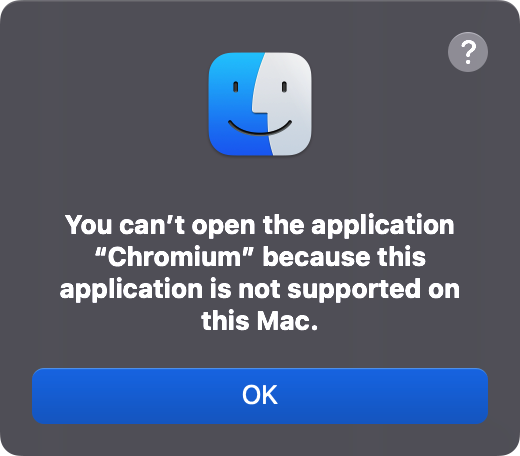 ?
You can’t open the application
“Chromium” because this
application is not supported on
this Mac.
OK